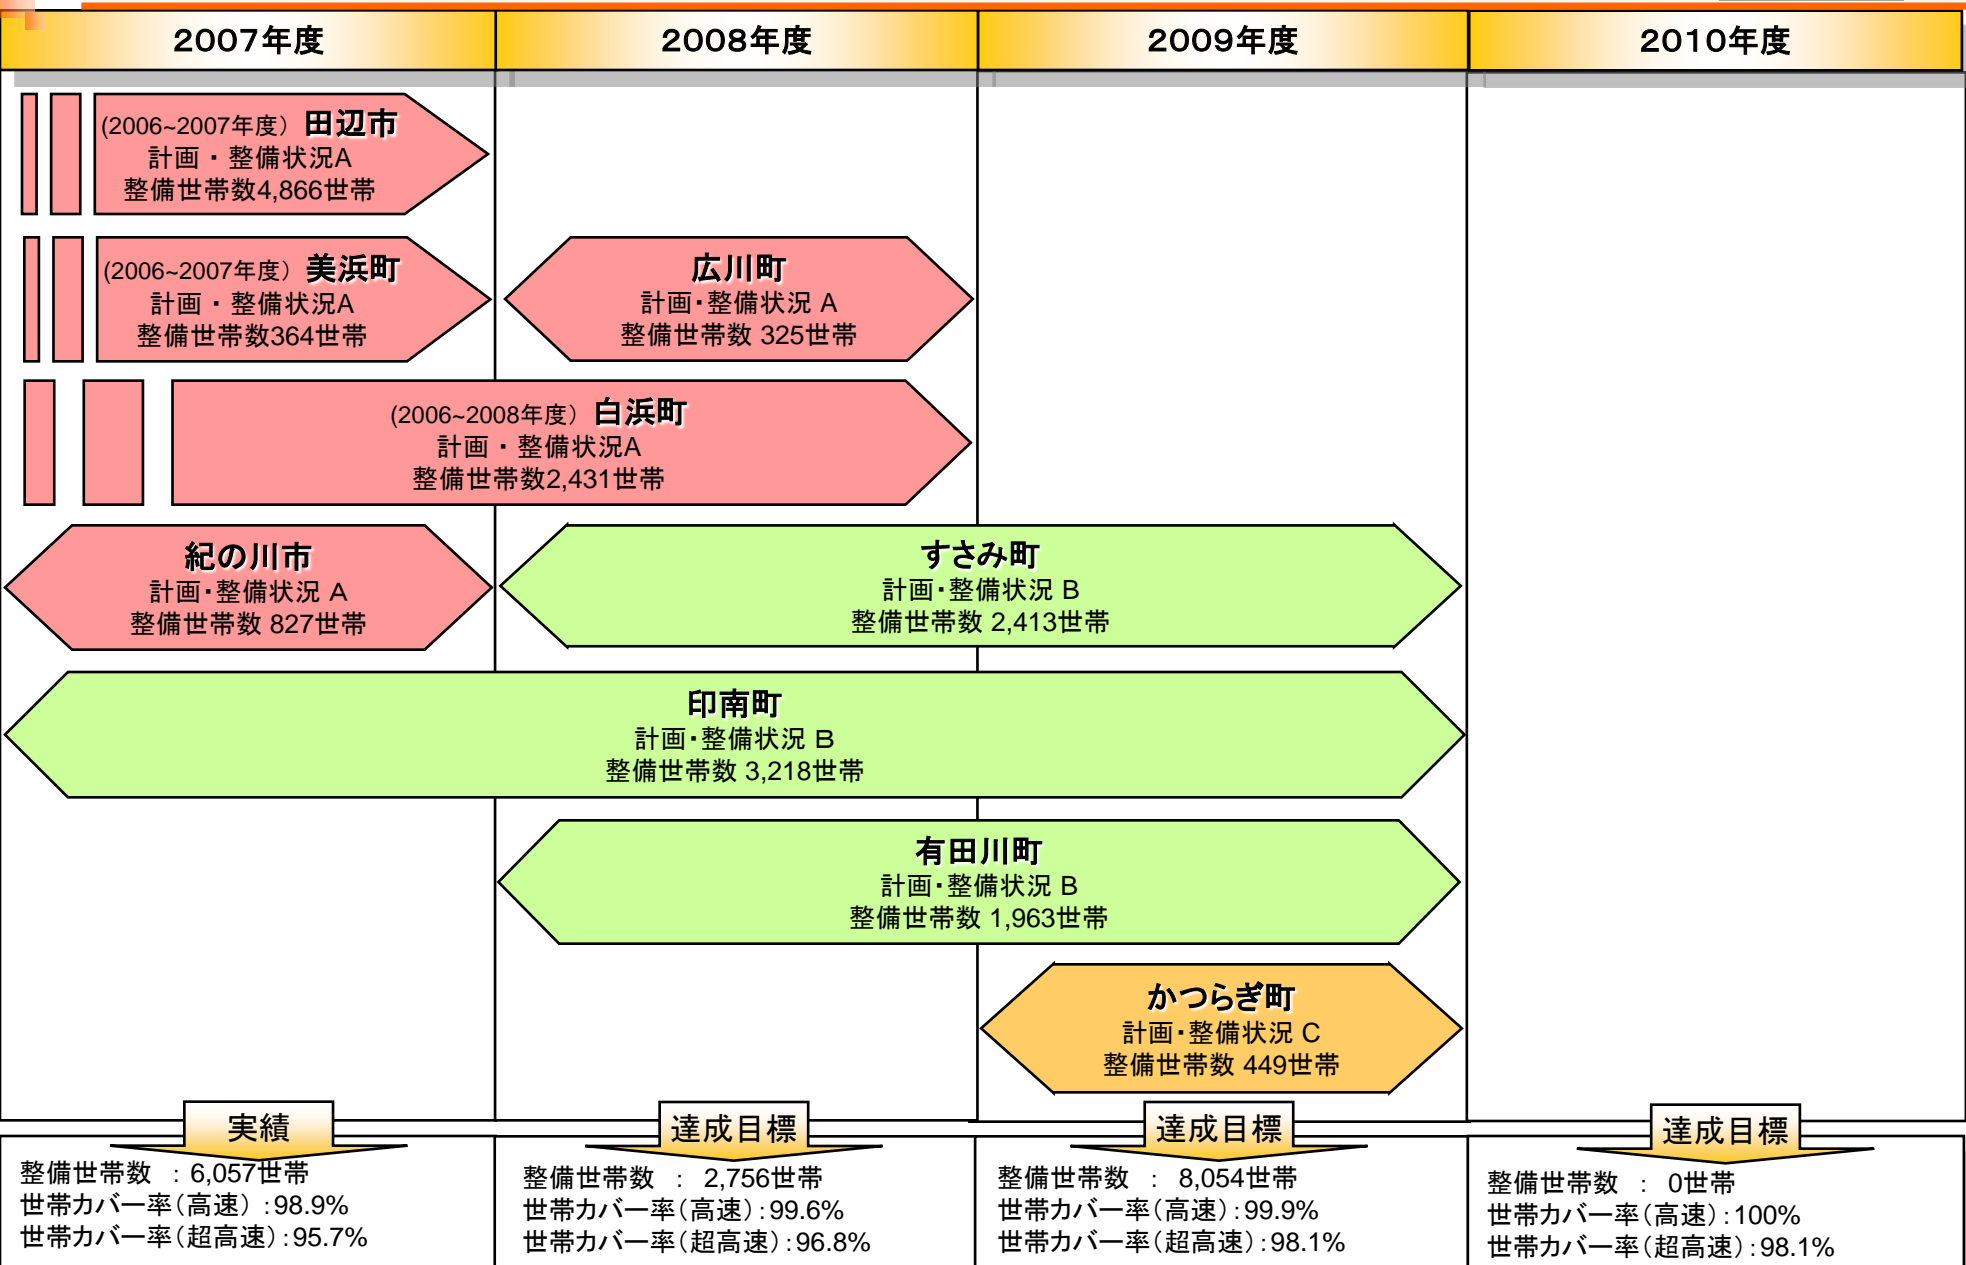 2007年度
2008年度
2009年度
2010年度
(2006~2007年度） 田辺市
計画・整備状況A
整備世帯数4,866世帯
(2006~2007年度） 美浜町
計画・整備状況A
整備世帯数364世帯
広川町
計画・整備状況 A
整備世帯数 325世帯
(2006~2008年度） 白浜町
計画・整備状況A
整備世帯数2,431世帯
紀の川市
計画・整備状況 A
整備世帯数 827世帯
すさみ町
計画・整備状況 B
整備世帯数 2,413世帯
印南町
計画・整備状況 B
整備世帯数 3,218世帯
有田川町
計画・整備状況 B
整備世帯数 1,963世帯
かつらぎ町
計画・整備状況 C
整備世帯数 449世帯
実績
整備世帯数 ：6,057世帯
世帯カバー率（高速）：98.9%
世帯カバー率（超高速）：95.7%
達成目標
整備世帯数 ： 2,756世帯
世帯カバー率（高速）：99.6%
世帯カバー率（超高速）：96.8%
達成目標
整備世帯数 ： 8,054世帯
世帯カバー率（高速）：99.9%
世帯カバー率（超高速）：98.1%
達成目標
整備世帯数 ： 0世帯
世帯カバー率（高速）：100%
世帯カバー率（超高速）：98.1%